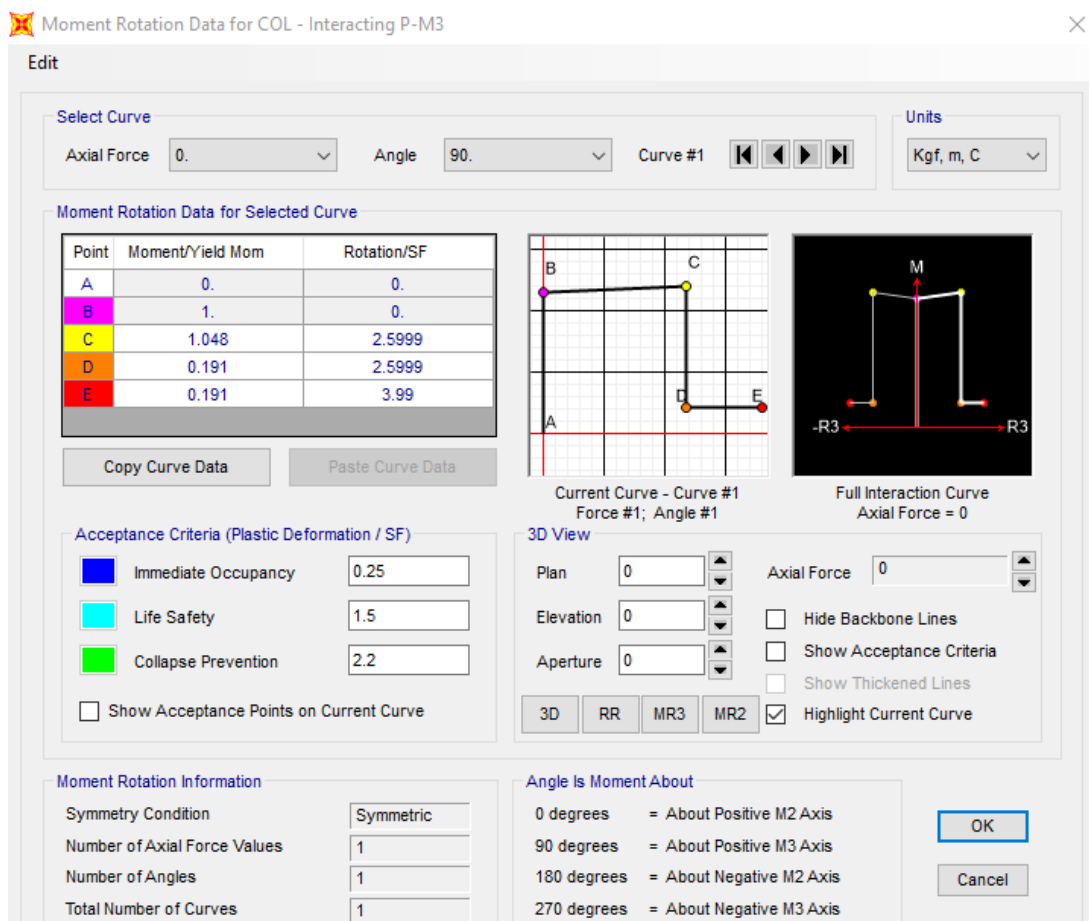 Moment Rotation Data for COL - Interacting P-M3
Edit
Select Curve
Axial Force 0. Angle 90. Curve #1
Units
Kgf, m, C
Moment Rotation Data for Selected Curve
Point Moment/Yield Mom Rotation/SF
A 0. 0.
B 1. 0.
C 1.048 2.5999
D 0.191 2.5999
E 0.191 3.99
Copy Curve Data Paste Curve Data
B
C
D
E
A
Current Curve - Curve #1
Force #1; Angle #1
M
-R3 R3
Full Interaction Curve
Axial Force = 0
Acceptance Criteria (Plastic Deformation / SF)
Immediate Occupancy 0.25
Life Safety 1.5
Collapse Prevention 2.2
Show Acceptance Points on Current Curve
3D View
Plan 0
Elevation 0
Aperture 0
3D RR MR3 MR2
Axial Force 0
Hide Backbone Lines
Show Acceptance Criteria
Show Thickened Lines
Highlight Current Curve
Moment Rotation Information
Symmetry Condition Symmetric
Number of Axial Force Values 1
Number of Angles 1
Total Number of Curves 1
Angle Is Moment About
0 degrees = About Positive M2 Axis
90 degrees = About Positive M3 Axis
180 degrees = About Negative M2 Axis
270 degrees = About Negative M3 Axis
OK
Cancel